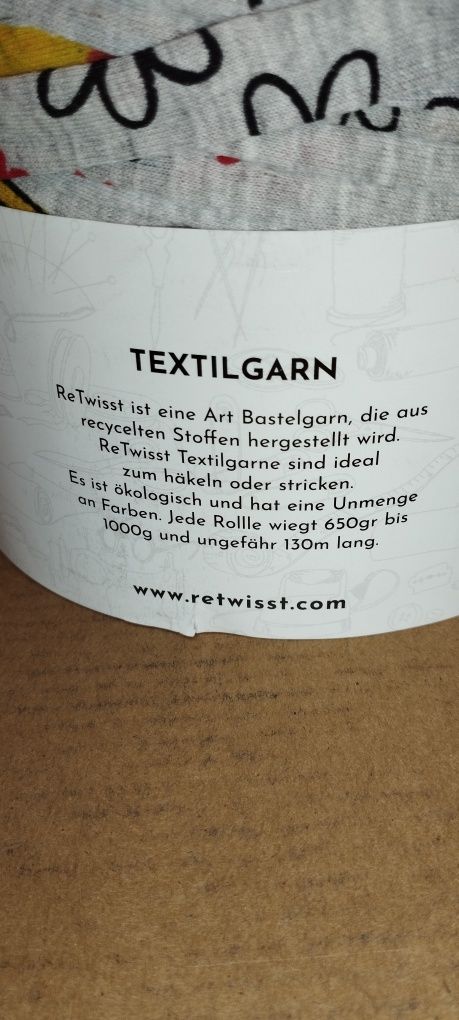 TEXTILGARN
ReTwisst ist eine Art Bastelgarn, die aus
recycelten Stoffen hergestellt wird.
ReTwisst Textilgarne sind ideal
zum häkeln oder stricken.
Es ist ökologisch und hat eine Unmenge
an Farben. Jede Rollle wiegt 650gr bis
1000g und ungefähr 130m lang.
www.retwisst.com